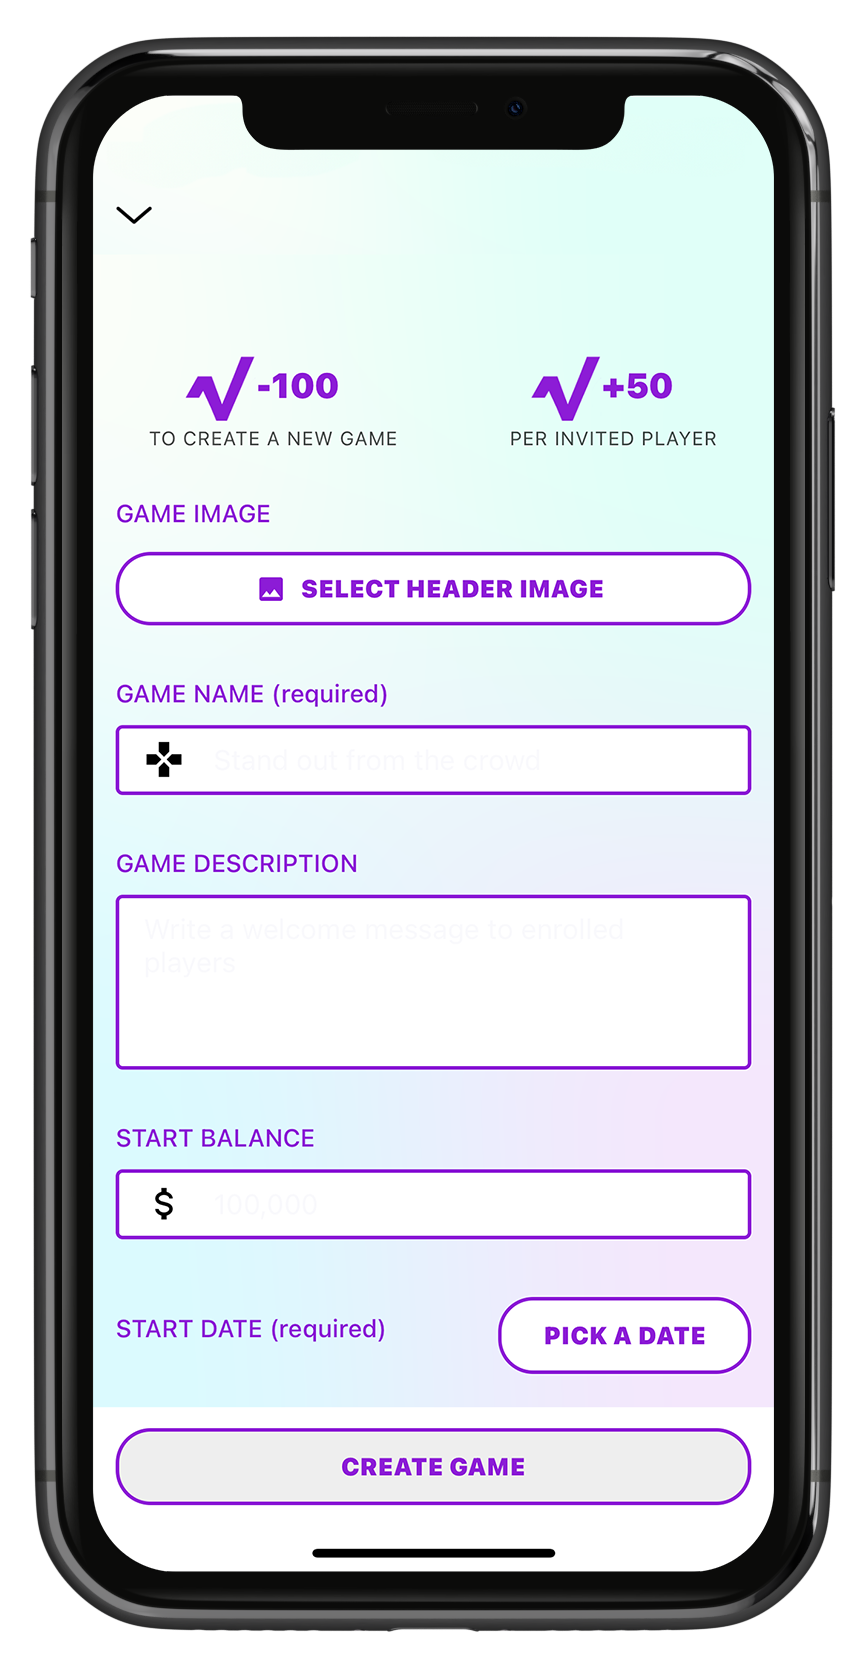 -100
+50
TO CREATE A NEW GAME
PER INVITED PLAYER
GAME IMAGE
SELECT HEADER IMAGE
GAME NAME (required)
Stand out from the crowd
GAME DESCRIPTION
Write a welcome message to enrolled
players
START BALANCE
$ 100,000
START DATE (required)
PICK A DATE
CREATE GAME